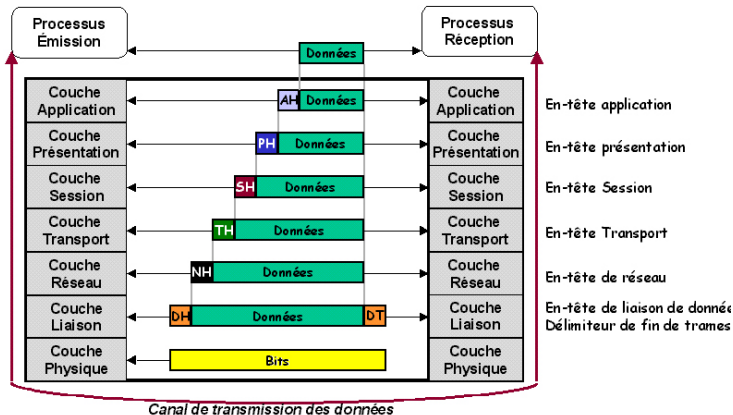 Processus
Émission
Données
Processus
Réception
Couche
Application
AH
Données
Couche
Application
En-tête application
Couche
Présentation
PH
Données
Couche
Présentation
En-tête présentation
Couche
Session
SH
Données
Couche
Session
En-tête Session
Couche
Transport
TH
Données
Couche
Transport
En-tête Transport
Couche
Réseau
NH
Données
Couche
Réseau
En-tête de réseau
Couche
Liaison
DH
Données
DT
Couche
Liaison
En-tête de liaison de donnée
Délimiteur de fin de trames
Couche
Physique
Bits
Couche
Physique
Canal de transmission des données